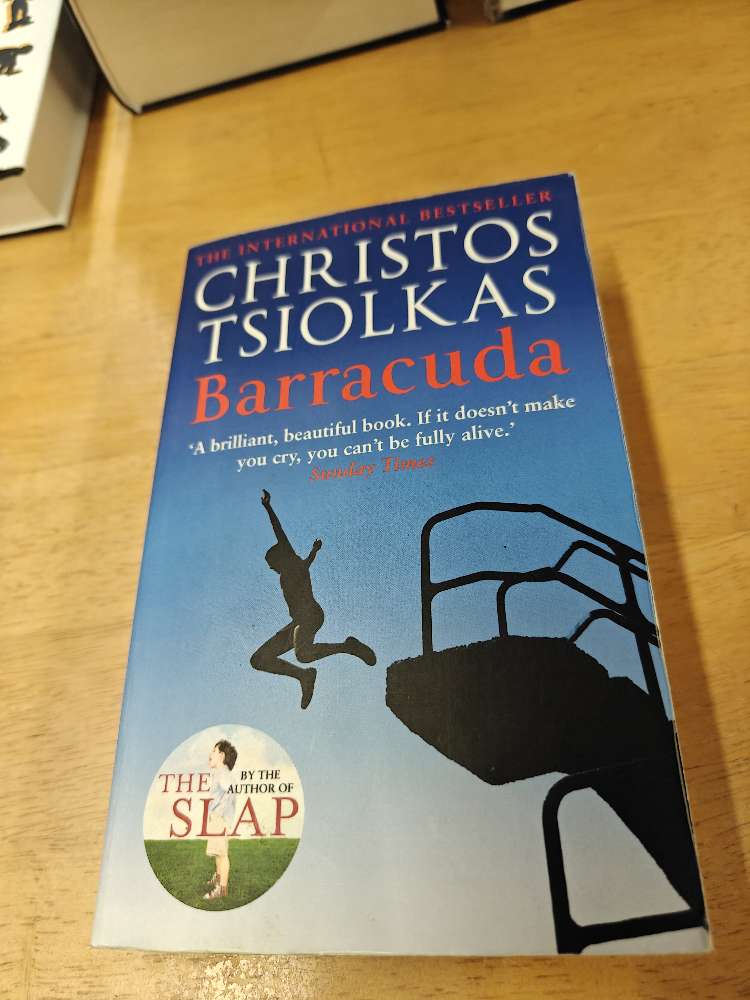 THE INTERNATIONAL BESTSELLER
CHRISTOS
TSIOLKAS
Barracuda
'A brilliant, beautiful book. If it doesn't make
you cry, you can't be fully alive.'
Sunday Times
THE BY THE
AUTHOR OF
SLAP